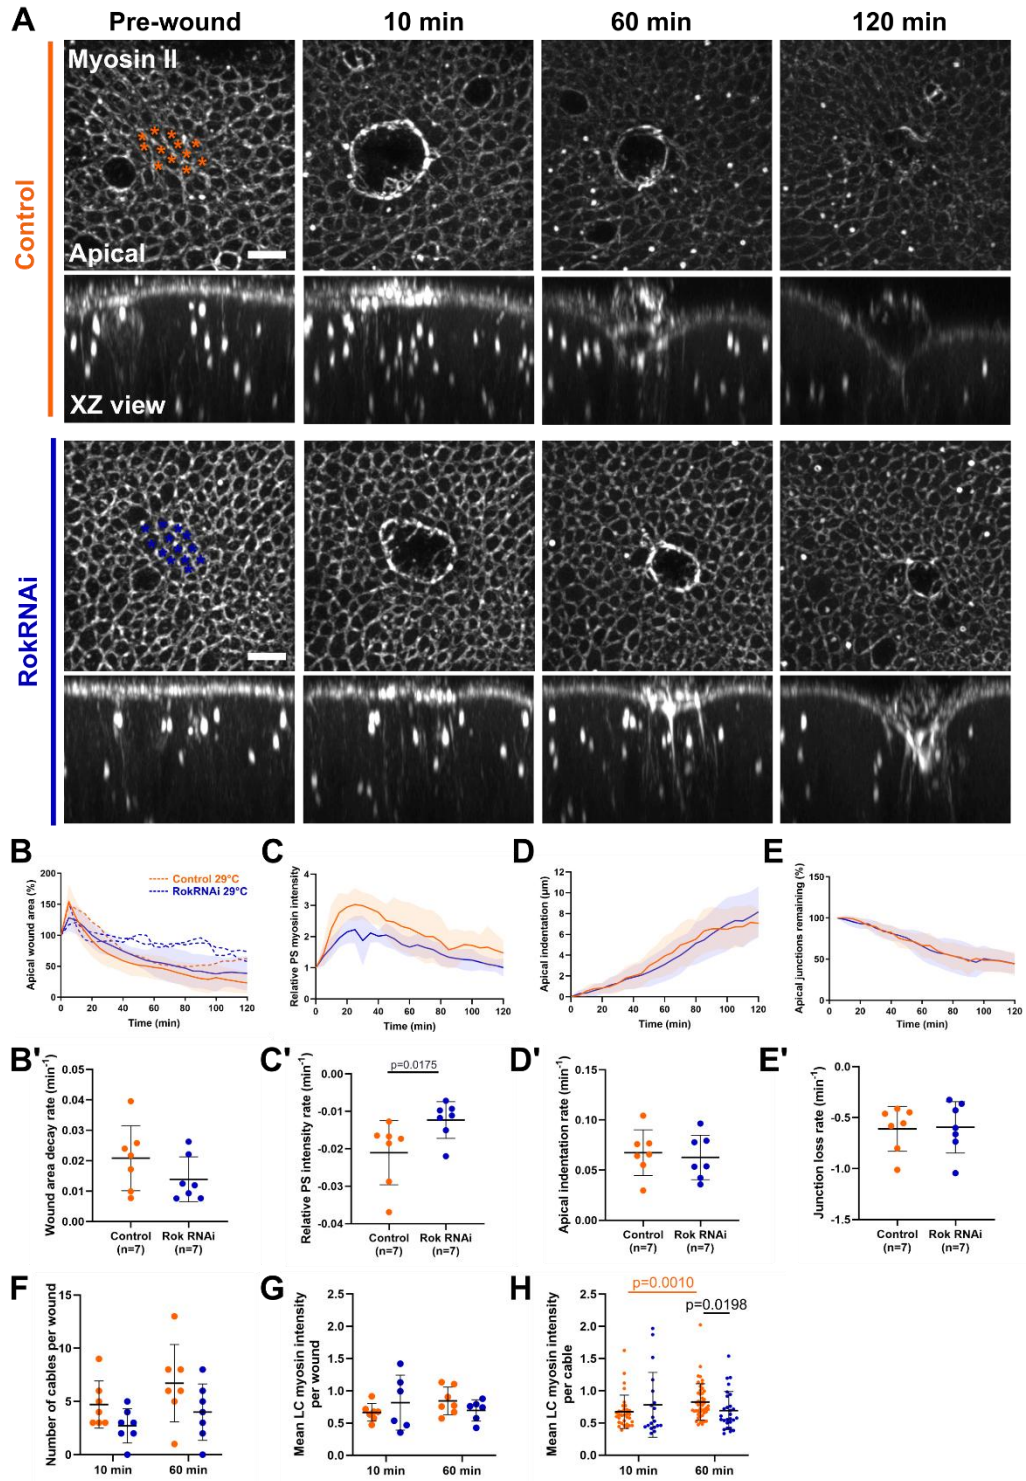 A
Pre-wound
10 min
60 min
120 min
Control
Myosin II
Apical
XZ view
RokRNAi
B
Apical wound area (%)
200
150
100
50
0
0 20 40 60 80 100 120
Time (min)
Control 29°C
RokRNAi 29°C
C
Relative PS myosin intensity
4
3
2
1
0
0 20 40 60 80 100 120
Time (min)
D
Apical indentation (µm)
12
10
8
6
4
2
0
0 20 40 60 80 100 120
Time (min)
E
Apical junctions remaining (%)
150
100
50
0
0 20 40 60 80 100 120
Time (min)
B'
Wound area decay rate (min⁻¹)
0.05
0.04
0.03
0.02
0.01
0.00
Control Rok RNAi
(n=7) (n=7)
C'
Relative PS intensity rate (min⁻¹)
p=0.0175
0.00
-0.01
-0.02
-0.03
-0.04
Control Rok RNAi
(n=7) (n=7)
D'
Apical indentation rate (min⁻¹)
0.15
0.10
0.05
0.00
Control Rok RNAi
(n=7) (n=7)
E'
Junction loss rate (min⁻¹)
0.0
-0.5
-1.0
-1.5
Control Rok RNAi
(n=7) (n=7)
F
Number of cables per wound
15
10
5
0
10 min 60 min
G
Mean LC myosin intensity
per wound
2.5
2.0
1.5
1.0
0.5
0.0
10 min 60 min
H
Mean LC myosin intensity
per cable
p=0.0010
p=0.0198
2.5
2.0
1.5
1.0
0.5
0.0
10 min 60 min